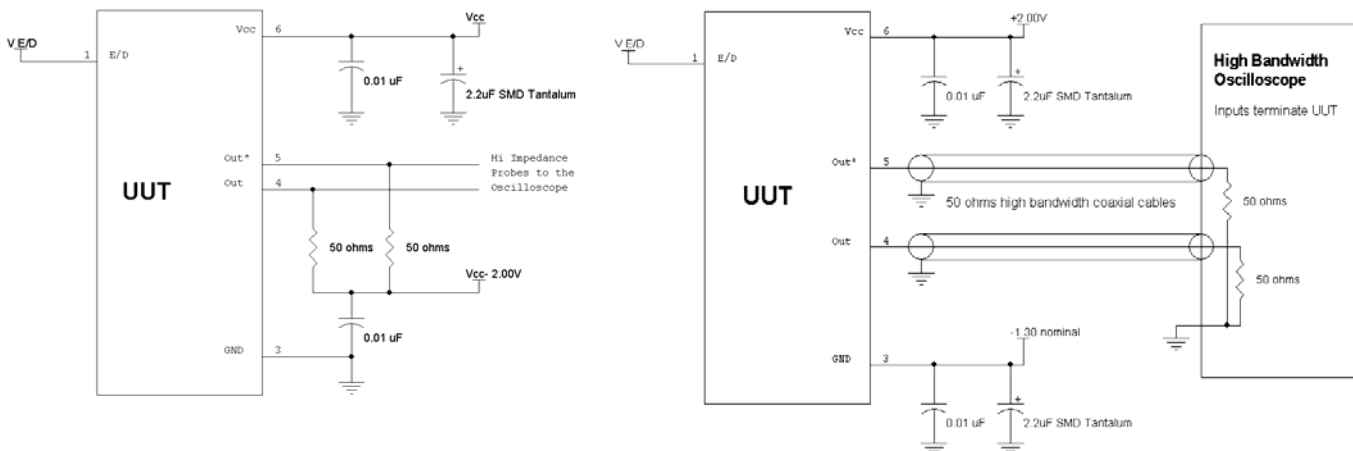 Vcc
V E/D
1
E/D
Vcc
6
0.01 uF
2.2uF SMD Tantalum
Out*
5
Out
4
Hi Impedance
Probes to the
Oscilloscope
UUT
50 ohms
50 ohms
Vcc- 2.00V
0.01 uF
GND
3
+2.00V
V E/D
1
E/D
Vcc
6
0.01 uF
2.2uF SMD Tantalum
High Bandwidth
Oscilloscope
Inputs terminate UUT
Out*
5
50 ohms high bandwidth coaxial cables
50 ohms
UUT
Out
4
50 ohms
-1.30 nominal
GND
3
0.01 uF
2.2uF SMD Tantalum